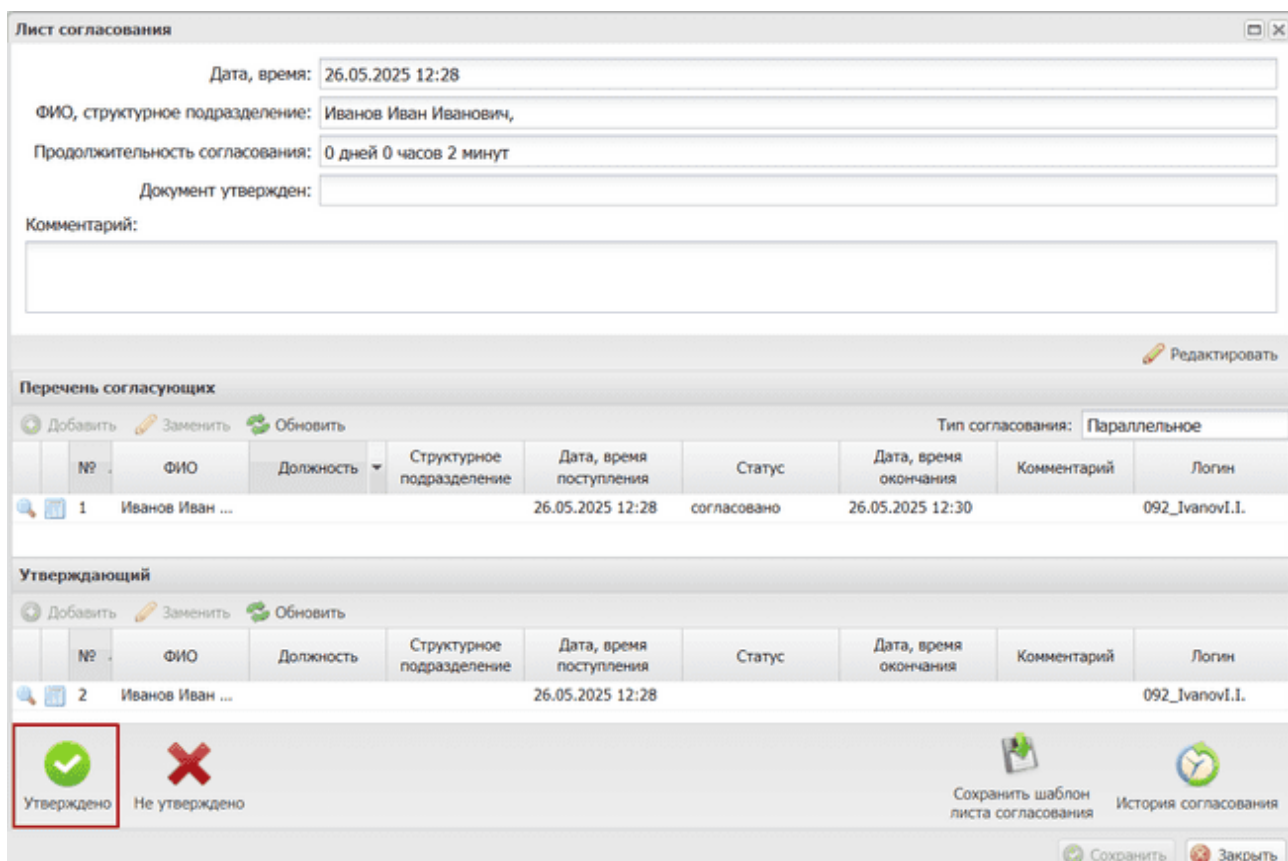 Лист согласования
Дата, время: 26.05.2025 12:28
ФИО, структурное подразделение: Иванов Иван Иванович,
Продолжительность согласования: 0 дней 0 часов 2 минут
Документ утвержден:
Комментарий:
Редактировать
Перечень согласующих
Добавить Заменить Обновить Тип согласования: Параллельное
№ ФИО Должность Структурное подразделение Дата, время поступления Статус Дата, время окончания Комментарий Логин
1 Иванов Иван ... 26.05.2025 12:28 согласовано 26.05.2025 12:30 092_IvanovI.I.
Утверждающий
Добавить Заменить Обновить
№ ФИО Должность Структурное подразделение Дата, время поступления Статус Дата, время окончания Комментарий Логин
2 Иванов Иван ... 26.05.2025 12:28 092_IvanovI.I.
Утверждено Не утверждено Сохранить шаблон листа согласования История согласования
Сохранить Закрыть